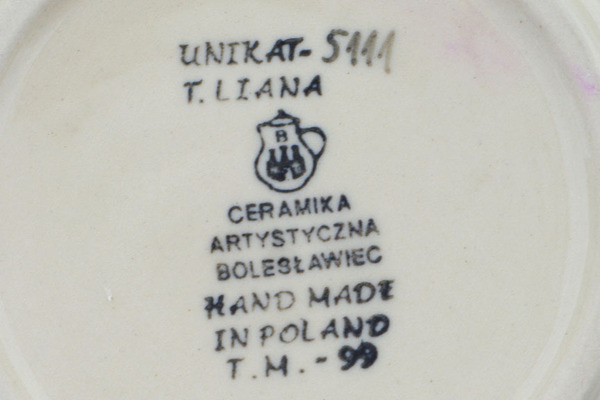 UNIKAT-5111
T. LIANA
B
CERAMIKA
ARTYSTYCZNA
BOLESŁAWIEC
HAND MADE
IN POLAND
T.M.-99